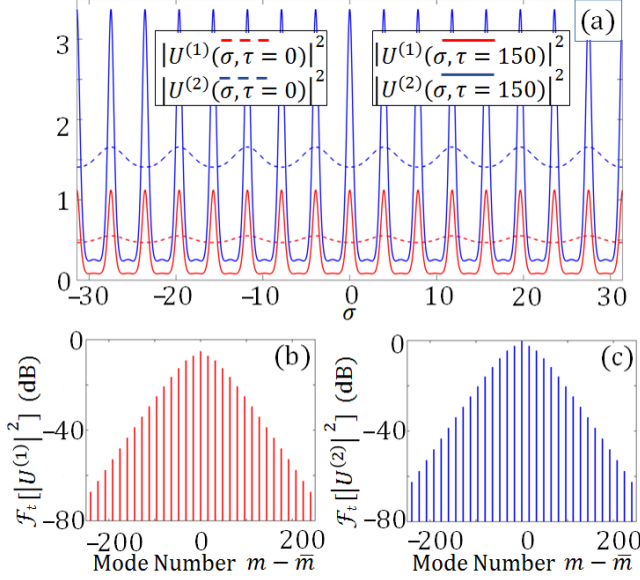 (a)
|U^(1)(σ, τ = 0)|^2
|U^(2)(σ, τ = 0)|^2
|U^(1)(σ, τ = 150)|^2
|U^(2)(σ, τ = 150)|^2
3
2
1
0
−30 −20 −10 0 10 20 30
σ
(b)
0
−40
−80
ℱ_t[|U^(1)|^2] (dB)
−200 0 200
Mode Number m − m̅
(c)
0
−40
−80
ℱ_t[|U^(2)|^2] (dB)
−200 0 200
Mode Number m − m̅